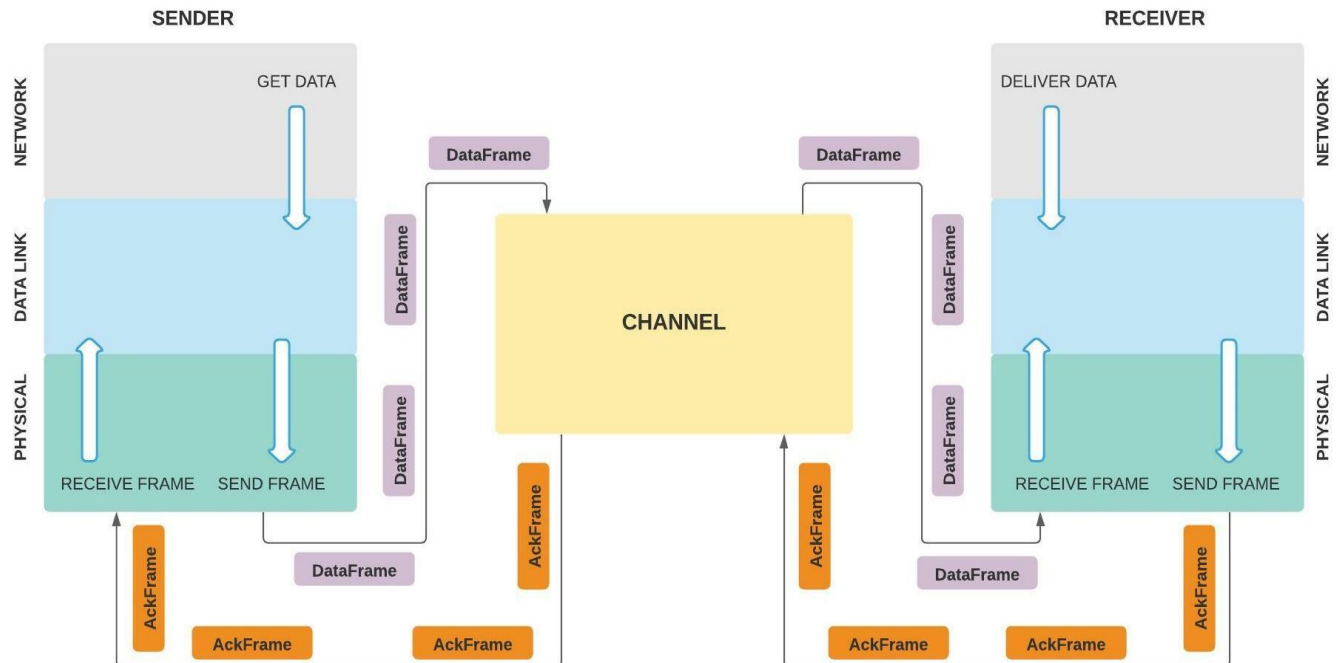 SENDER
RECEIVER
NETWORK
GET DATA
DELIVER DATA
NETWORK
DataFrame
DataFrame
DATA LINK
DataFrame
CHANNEL
DataFrame
DATA LINK
PHYSICAL
DataFrame
DataFrame
PHYSICAL
RECEIVE FRAME
SEND FRAME
RECEIVE FRAME
SEND FRAME
AckFrame
AckFrame
AckFrame
DataFrame
DataFrame
AckFrame
AckFrame
AckFrame
AckFrame
AckFrame